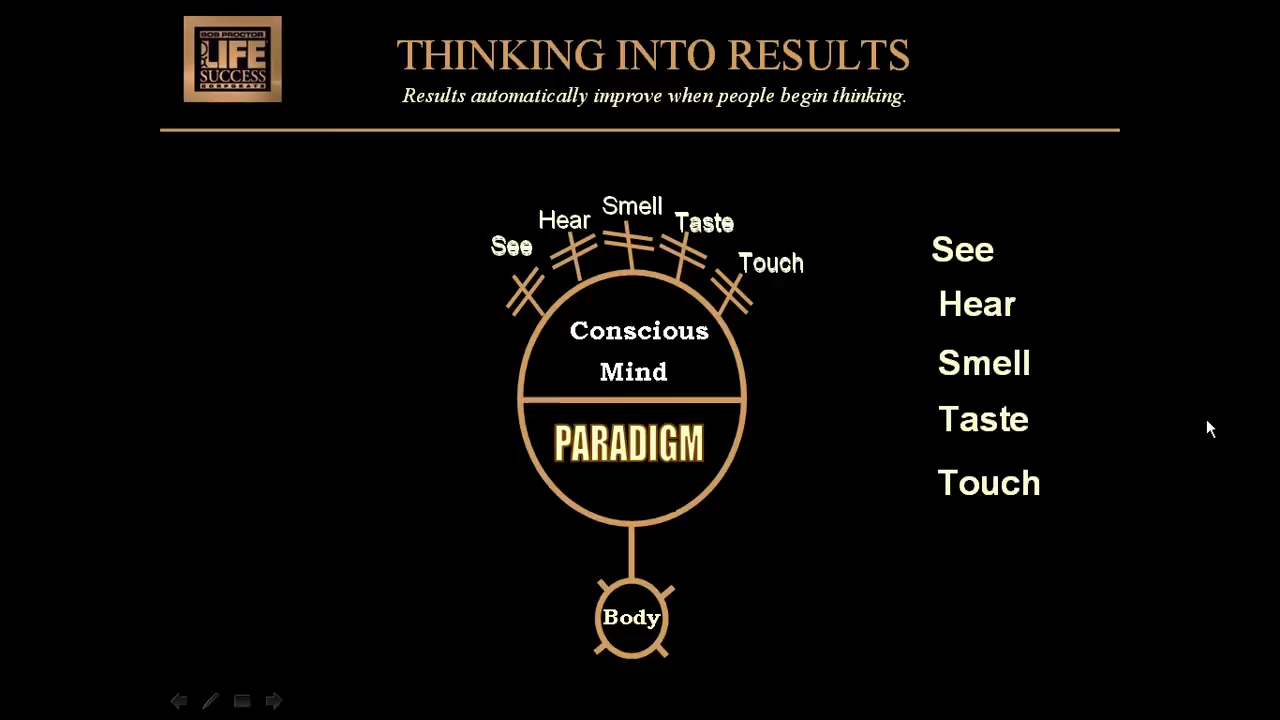 BOB PROCTOR
LIFE
SUCCESS
CORPORATE
THINKING INTO RESULTS
Results automatically improve when people begin thinking.
See
Hear
Smell
Taste
Touch
Conscious
Mind
PARADIGM
Body
See
Hear
Smell
Taste
Touch